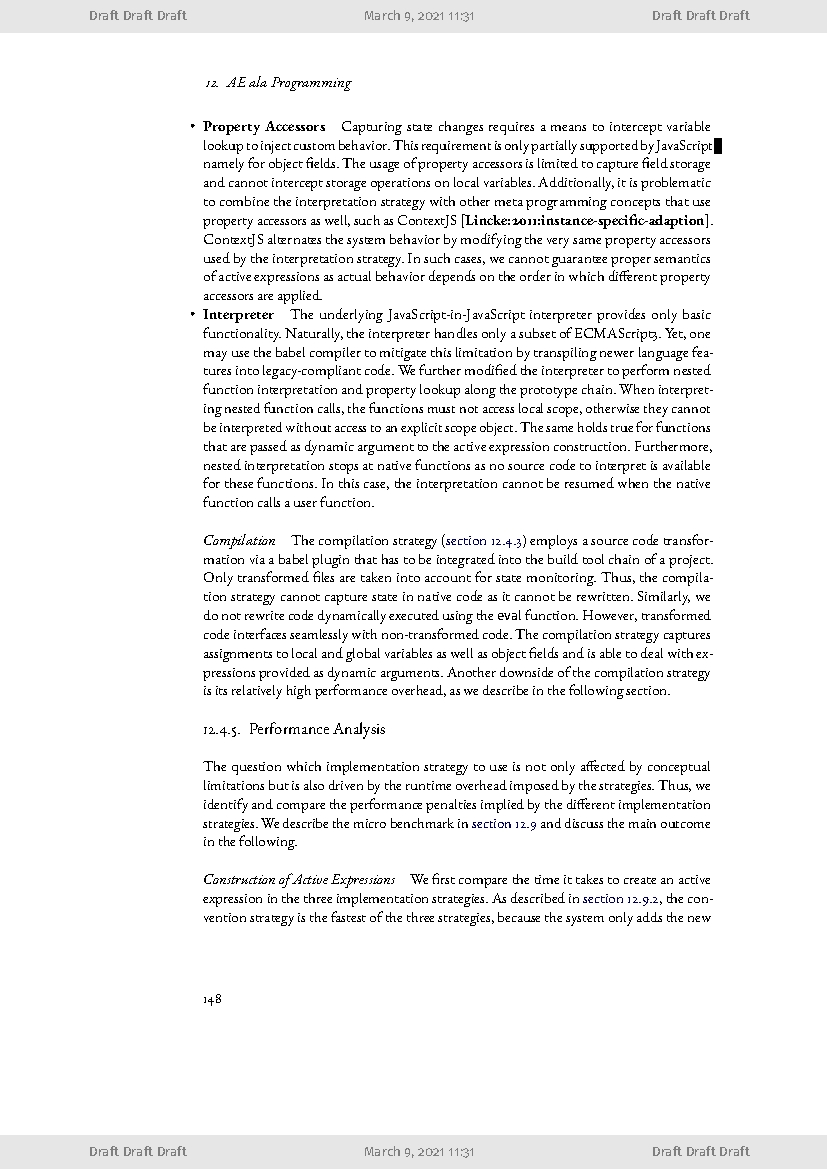 Draft Draft Draft March 9, 2021 11:31 Draft Draft Draft
12. AE ala Programming
• Property Accessors Capturing state changes requires a means to intercept variable
lookup to inject custom behavior. This requirement is only partially supported by JavaScript
namely for object fields. The usage of property accessors is limited to capture field storage
and cannot intercept storage operations on local variables. Additionally, it is problematic
to combine the interpretation strategy with other meta programming concepts that use
property accessors as well, such as ContextJS [Lincke:2011:instance-specific-adaption].
ContextJS alternates the system behavior by modifying the very same property accessors
used by the interpretation strategy. In such cases, we cannot guarantee proper semantics
of active expressions as actual behavior depends on the order in which different property
accessors are applied.
• Interpreter The underlying JavaScript-in-JavaScript interpreter provides only basic
functionality. Naturally, the interpreter handles only a subset of ECMAScript3. Yet, one
may use the babel compiler to mitigate this limitation by transpiling newer language fea-
tures into legacy-compliant code. We further modified the interpreter to perform nested
function interpretation and property lookup along the prototype chain. When interpret-
ing nested function calls, the functions must not access local scope, otherwise they cannot
be interpreted without access to an explicit scope object. The same holds true for functions
that are passed as dynamic argument to the active expression construction. Furthermore,
nested interpretation stops at native functions as no source code to interpret is available
for these functions. In this case, the interpretation cannot be resumed when the native
function calls a user function.
Compilation The compilation strategy (section 12.4.3) employs a source code transfor-
mation via a babel plugin that has to be integrated into the build tool chain of a project.
Only transformed files are taken into account for state monitoring. Thus, the compila-
tion strategy cannot capture state in native code as it cannot be rewritten. Similarly, we
do not rewrite code dynamically executed using the eval function. However, transformed
code interfaces seamlessly with non-transformed code. The compilation strategy captures
assignments to local and global variables as well as object fields and is able to deal with ex-
pressions provided as dynamic arguments. Another downside of the compilation strategy
is its relatively high performance overhead, as we describe in the following section.
12.4.5. Performance Analysis
The question which implementation strategy to use is not only affected by conceptual
limitations but is also driven by the runtime overhead imposed by the strategies. Thus, we
identify and compare the performance penalties implied by the different implementation
strategies. We describe the micro benchmark in section 12.9 and discuss the main outcome
in the following.
Construction of Active Expressions We first compare the time it takes to create an active
expression in the three implementation strategies. As described in section 12.9.2, the con-
vention strategy is the fastest of the three strategies, because the system only adds the new
148
Draft Draft Draft March 9, 2021 11:31 Draft Draft Draft